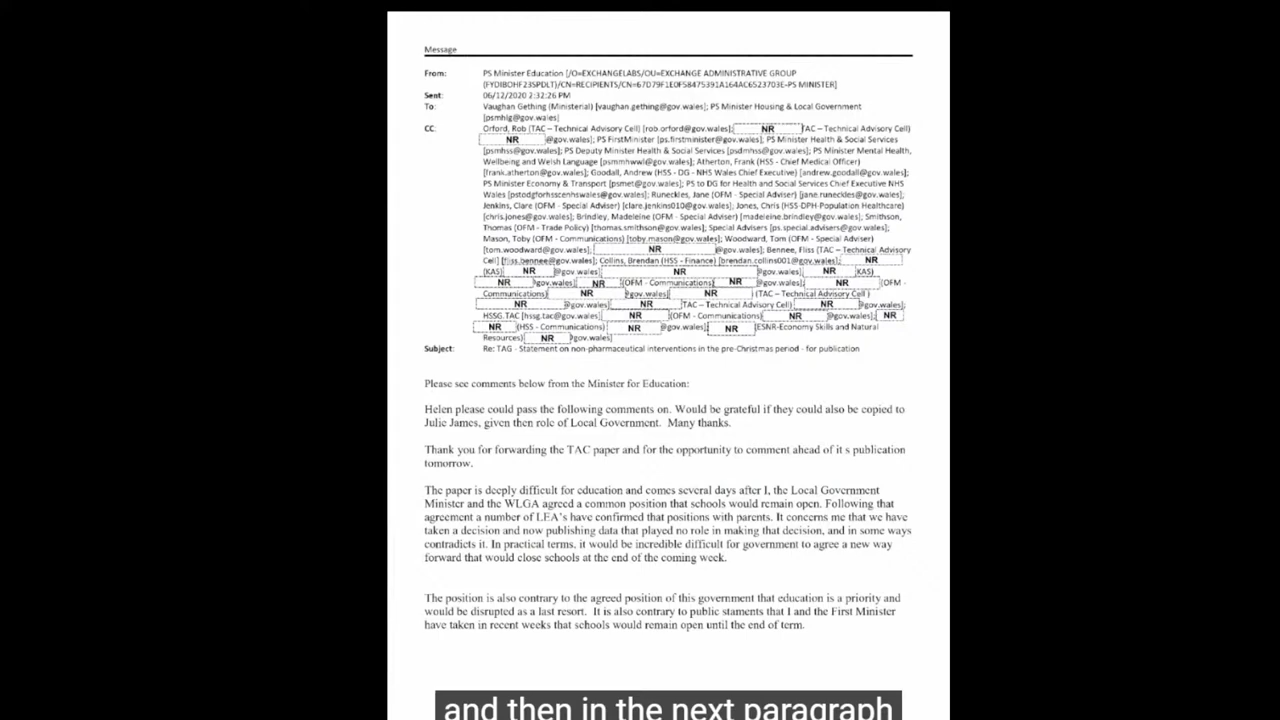 Message
From: PS Minister Education [/O=EXCHANGELABS/OU=EXCHANGE ADMINISTRATIVE GROUP
(FYDIBOHF23SPDLT)/CN=RECIPIENTS/CN=67D79F1E0F58475391A164AC6523703E-PS MINISTER]
Sent: 06/12/2020 2:32:26 PM
To: Vaughan Gething (Ministerial) [vaughan.gething@gov.wales]; PS Minister Housing & Local Government
[psmhlg@gov.wales]
CC: Orford, Rob (TAC – Technical Advisory Cell) [rob.orford@gov.wales]; NR TAC – Technical Advisory Cell)
NR @gov.wales]; PS FirstMinister [ps.firstminister@gov.wales]; PS Minister Health & Social Services
[psmhss@gov.wales]; PS Deputy Minister Health & Social Services [psdmhss@gov.wales]; PS Minister Mental Health,
Wellbeing and Welsh Language [psmmhwwl@gov.wales]; Atherton, Frank (HSS - Chief Medical Officer)
[frank.atherton@gov.wales]; Goodall, Andrew (HSS - DG - NHS Wales Chief Executive) [andrew.goodall@gov.wales];
PS Minister Economy & Transport [psmet@gov.wales]; PS to DG for Health and Social Services Chief Executive NHS
Wales [pstodgforhsscenhswales@gov.wales]; Runeckles, Jane (OFM - Special Adviser) [jane.runeckles@gov.wales];
Jenkins, Clare (OFM - Special Adviser) [clare.jenkins010@gov.wales]; Jones, Chris (HSS-DPH-Population Healthcare)
[chris.jones@gov.wales]; Brindley, Madeleine (OFM - Special Adviser) [madeleine.brindley@gov.wales]; Smithson,
Thomas (OFM - Trade Policy) [thomas.smithson@gov.wales]; Special Advisers [ps.special.advisers@gov.wales];
Mason, Toby (OFM - Communications) [toby.mason@gov.wales]; Woodward, Tom (OFM - Special Adviser)
[tom.woodward@gov.wales]; NR @gov.wales]; Bennee, Fliss (TAC – Technical Advisory
Cell) [fliss.bennee@gov.wales]; Collins, Brendan (HSS - Finance) [brendan.collins001@gov.wales]; NR
(KAS) NR @gov.wales]; NR @gov.wales]; NR KAS)
NR @gov.wales]; NR (OFM - Communications) NR @gov.wales]; NR (OFM -
Communications) NR @gov.wales] NR (TAC – Technical Advisory Cell )
NR @gov.wales]; NR TAC – Technical Advisory Cell) NR @gov.wales];
HSSG.TAC [hssg.tac@gov.wales]; NR (OFM - Communications) NR @gov.wales]; NR
NR (HSS - Communications) NR @gov.wales]; NR (ESNR-Economy Skills and Natural
Resources) NR @gov.wales]
Subject: Re: TAG - Statement on non-pharmaceutical interventions in the pre-Christmas period - for publication
Please see comments below from the Minister for Education:
Helen please could pass the following comments on. Would be grateful if they could also be copied to
Julie James, given then role of Local Government. Many thanks.
Thank you for forwarding the TAC paper and for the opportunity to comment ahead of it s publication
tomorrow.
The paper is deeply difficult for education and comes several days after I, the Local Government
Minister and the WLGA agreed a common position that schools would remain open. Following that
agreement a number of LEA's have confirmed that positions with parents. It concerns me that we have
taken a decision and now publishing data that played no role in making that decision, and in some ways
contradicts it. In practical terms, it would be incredible difficult for government to agree a new way
forward that would close schools at the end of the coming week.
The position is also contrary to the agreed position of this government that education is a priority and
would be disrupted as a last resort. It is also contrary to public staments that I and the First Minister
have taken in recent weeks that schools would remain open until the end of term.
and then in the next paragraph